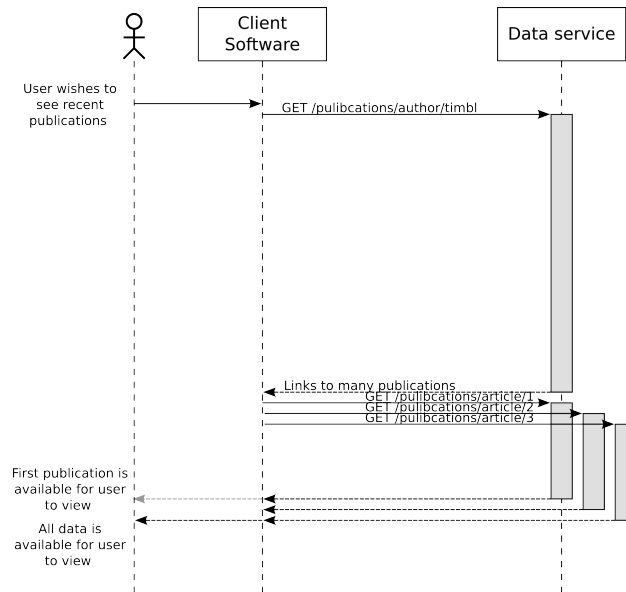 Client
Software
Data service
User wishes to
see recent
publications
GET /pulibcations/author/timbl
Links to many publications
GET /pulibcations/article/1
GET /pulibcations/article/2
GET /pulibcations/article/3
First publication is
available for user
to view
All data is
available for user
to view